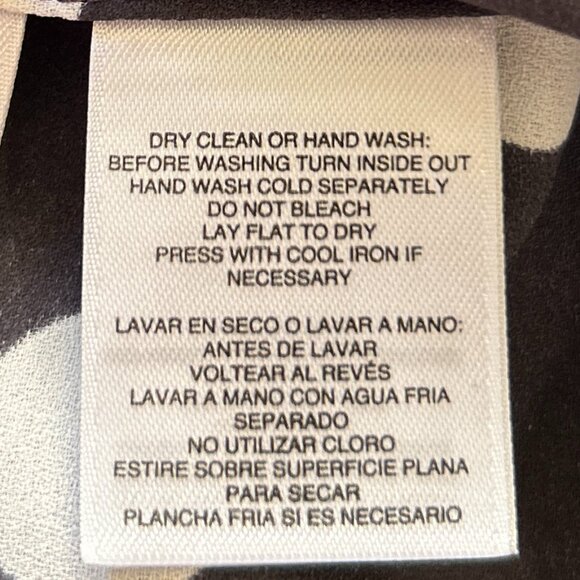 DRY CLEAN OR HAND WASH:
BEFORE WASHING TURN INSIDE OUT
HAND WASH COLD SEPARATELY
DO NOT BLEACH
LAY FLAT TO DRY
PRESS WITH COOL IRON IF
NECESSARY
LAVAR EN SECO O LAVAR A MANO:
ANTES DE LAVAR
VOLTEAR AL REVÉS
LAVAR A MANO CON AGUA FRIA
SEPARADO
NO UTILIZAR CLORO
ESTIRE SOBRE SUPERFICIE PLANA
PARA SECAR
PLANCHA FRIA SI ES NECESARIO